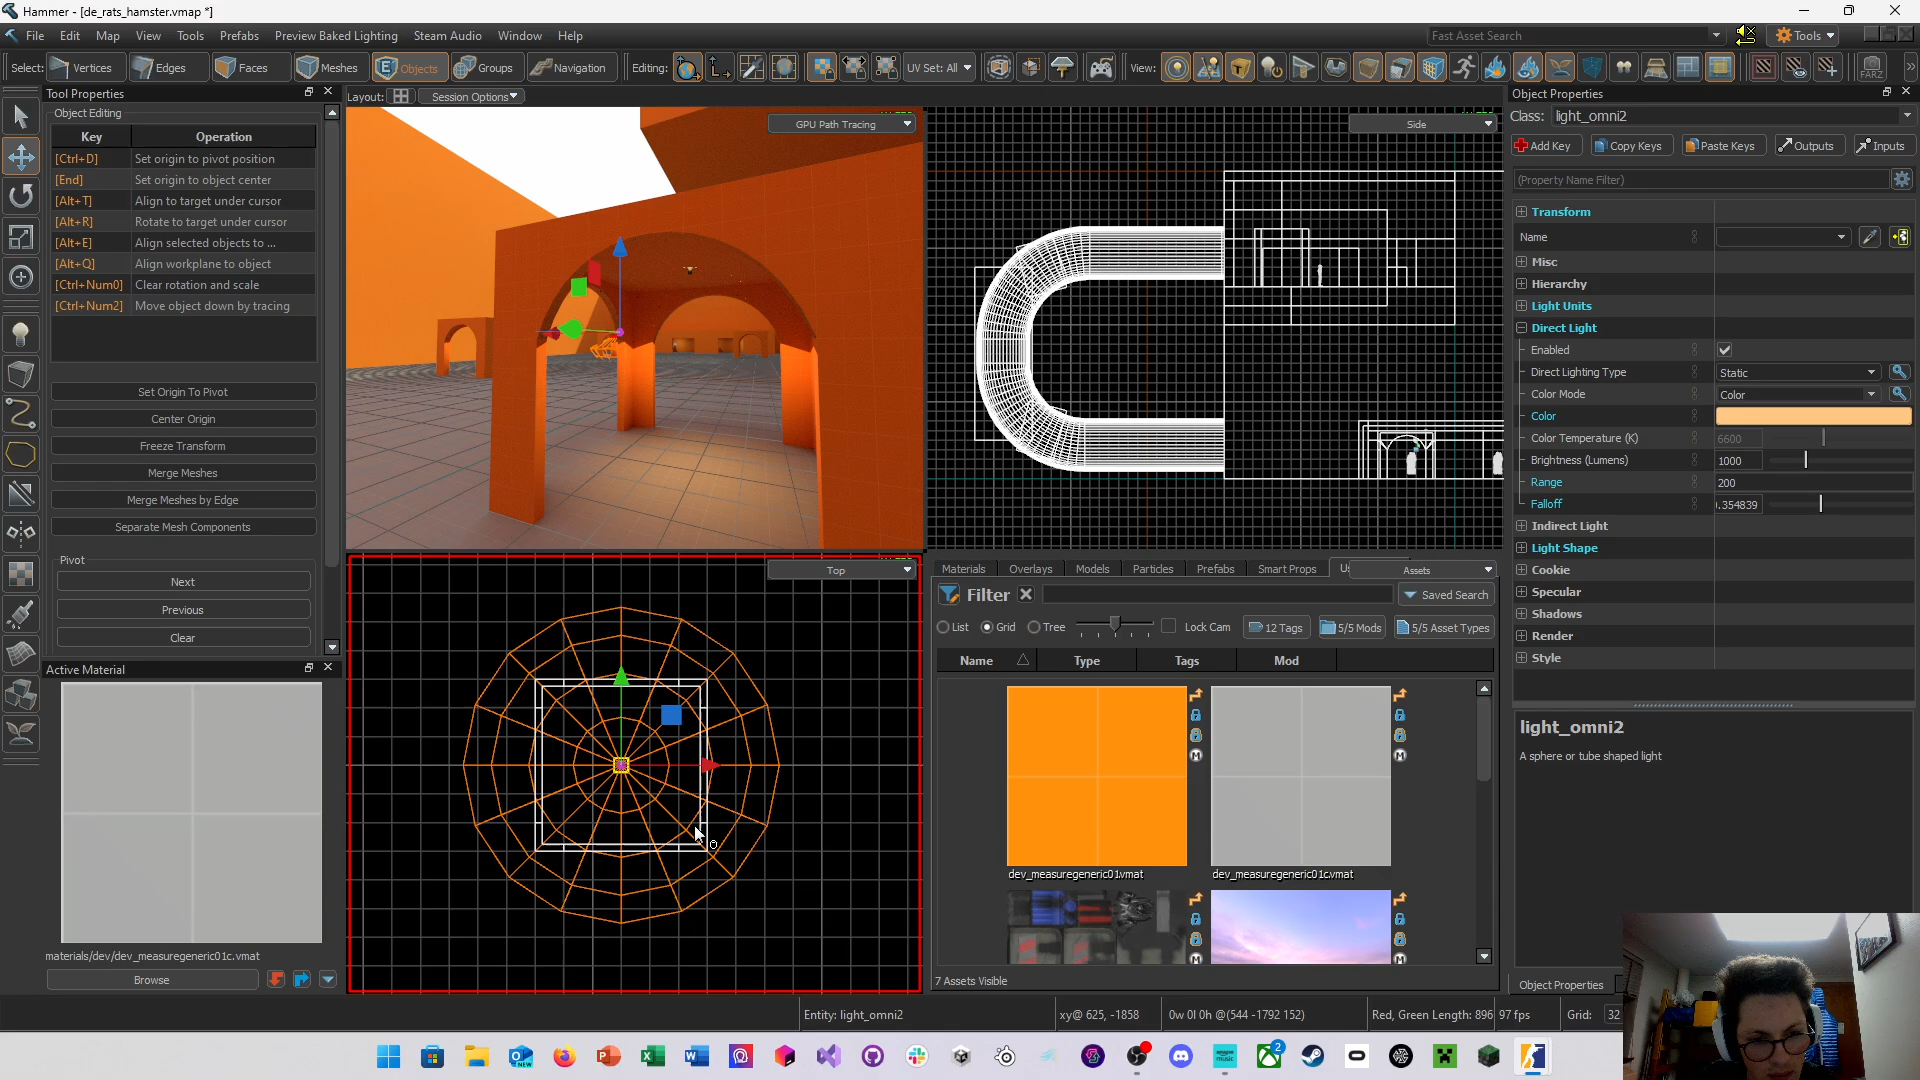 Hammer - [de_rats_hamster.vmap *]
File Edit Map View Tools Prefabs Preview Baked Lighting Steam Audio Window Help
Fast Asset Search
Tools
Select: Vertices Edges Faces Meshes Objects Groups Navigation Editing: UV Set: All View: FARZ
Tool Properties
Object Editing
Key Operation
[Ctrl+D] Set origin to pivot position
[End] Set origin to object center
[Alt+T] Align to target under cursor
[Alt+R] Rotate to target under cursor
[Alt+E] Align selected objects to ...
[Alt+Q] Align workplane to object
[Ctrl+Num0] Clear rotation and scale
[Ctrl+Num2] Move object down by tracing
Set Origin To Pivot
Center Origin
Freeze Transform
Merge Meshes
Merge Meshes by Edge
Separate Mesh Components
Pivot
Next
Previous
Clear
Active Material
materials/dev/dev_measuregeneric01c.vmat
Browse
Layout: Session Options
GPU Path Tracing
Side
Top
Materials Overlays Models Particles Prefabs Smart Props Assets
Filter
Saved Search
List Grid Tree Lock Cam 12 Tags 5/5 Mods 5/5 Asset Types
Name Type Tags Mod
dev_measuregeneric01.vmat
dev_measuregeneric01c.vmat
7 Assets Visible
Object Properties
Class: light_omni2
Add Key Copy Keys Paste Keys Outputs Inputs
(Property Name Filter)
Transform
Name
Misc
Hierarchy
Light Units
Direct Light
Enabled
Direct Lighting Type Static
Color Mode Color
Color
Color Temperature (K) 6600
Brightness (Lumens) 1000
Range 200
Falloff .354839
Indirect Light
Light Shape
Cookie
Specular
Shadows
Render
Style
light_omni2
A sphere or tube shaped light
Object Properties
Entity: light_omni2
xy@ 625, -1858
0w 0l 0h @(544 -1792 152)
Red, Green Length: 896
97 fps
Grid: 32